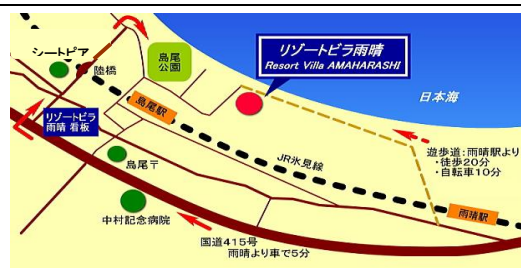 シートピア
陸橋
島尾
公園
リゾートビラ雨晴
Resort Villa AMAHARASHI
日本海
リゾートビラ
雨晴 看板
島尾駅
JR氷見線
遊歩道:雨晴駅より
・徒歩20分
・自転車10分
島尾〒
中村記念病院
雨晴駅
国道415号
雨晴より車で5分